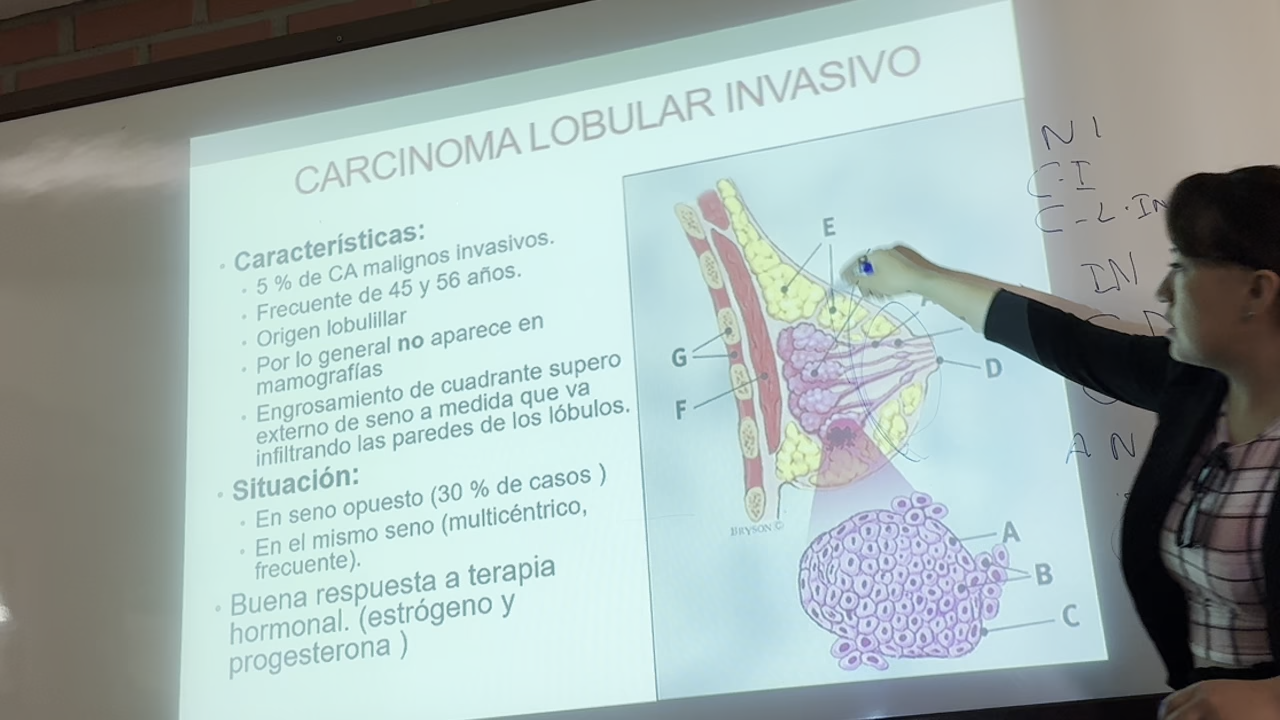 CARCINOMA LOBULAR INVASIVO
Características:
5 % de CA malignos invasivos.
Frecuente de 45 y 56 años.
Origen lobulillar
Por lo general no aparece en
mamografías
Engrosamiento de cuadrante supero
externo de seno a medida que va
infiltrando las paredes de los lóbulos.
Situación:
En seno opuesto (30 % de casos )
En el mismo seno (multicéntrico,
frecuente).
Buena respuesta a terapia
hormonal. (estrógeno y
progesterona )
E
G
F
D
BRYSON ©
A
B
C
N I
C-I
C-L.IN
IN
A N